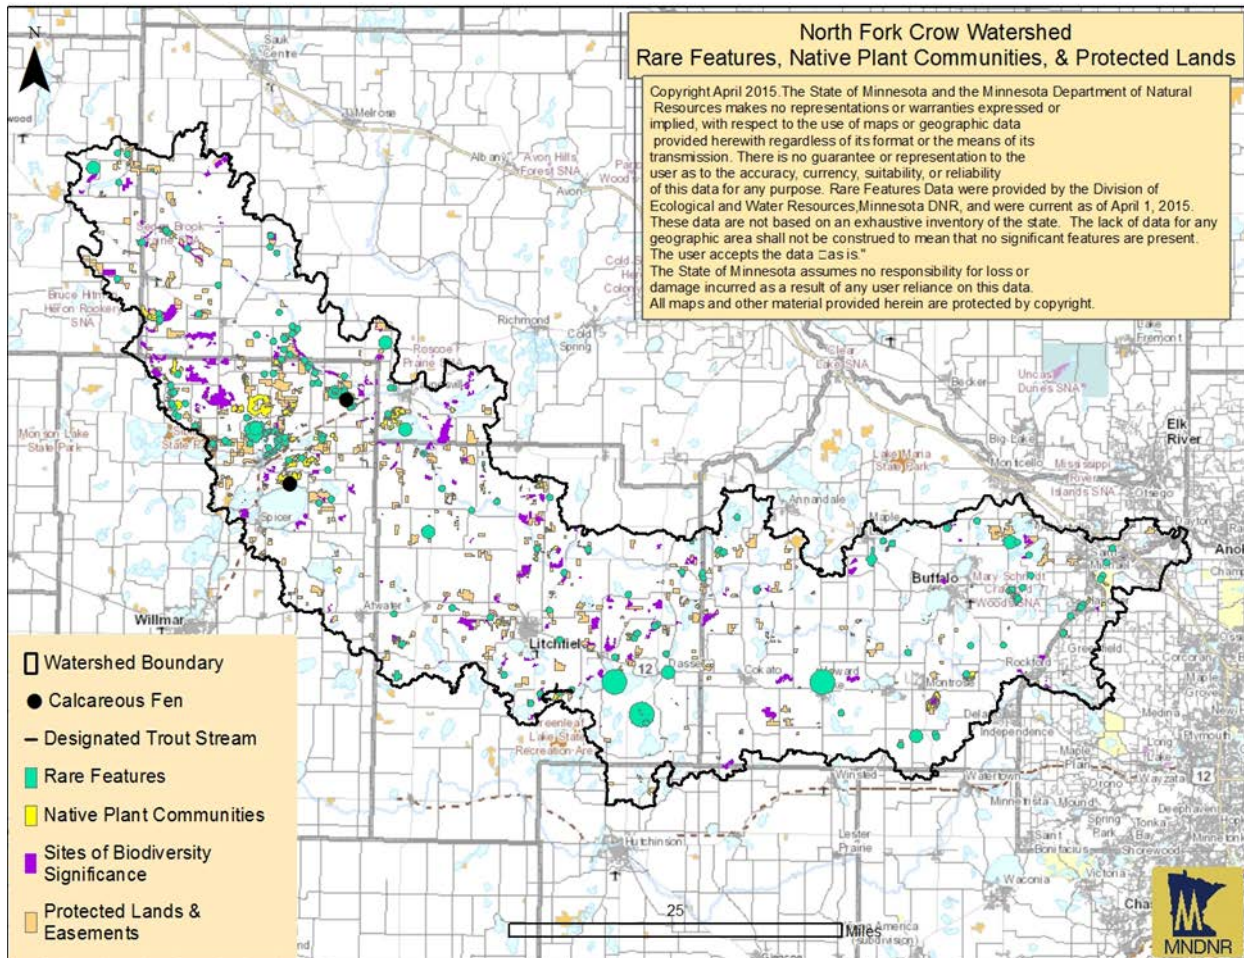 North Fork Crow Watershed
Rare Features, Native Plant Communities, & Protected Lands
Copyright April 2015.The State of Minnesota and the Minnesota Department of Natural
Resources makes no representations or warranties expressed or
implied, with respect to the use of maps or geographic data
provided herewith regardless of its format or the means of its
transmission. There is no guarantee or representation to the
user as to the accuracy, currency, suitability, or reliability
of this data for any purpose. Rare Features Data were provided by the Division of
Ecological and Water Resources,Minnesota DNR, and were current as of April 1, 2015.
These data are not based on an exhaustive inventory of the state. The lack of data for any
geographic area shall not be construed to mean that no significant features are present.
The user accepts the data □as is."
The State of Minnesota assumes no responsibility for loss or
damage incurred as a result of any user reliance on this data.
All maps and other material provided herein are protected by copyright.
N
Sauk
Centre
Melrose
Albany
Avon Hills
Forest SNA
Avon
Richmond
Cold
Spring
Bruce
Heron Rookery
SNA
Roscoe
Prairie SNA
Clear
Lake SNA
Becker
Lake
Fremont
Uncas
Dunes SNA
Elk
River
Big Lake
Monticello
Mississippi
River
Islands SNA
Otsego
Monson Lake
State Park
Lake Maria
State Park
Annandale
Maple
Spicer
Buffalo
Mary Schmidt
Woods SNA
Michael
Willmar
Atwater
Litchfield
12
Dassel
Cokato
Howard
Montrose
Rockford
Greenfield
Corcoran
Maple
Grove
Medina
Plymouth
Independence
Maple
Plain
Long
Lake
Orono
Wayzata
12
Greenleaf
Lake State
Recreation Area
Winsted
Watertown
Minnetrista
Mound
Spring
Park
Tonka
Bay
Deephaven
Shorewood
Saint
Bonifacius
Victoria
Waconia
Lester
Prairie
Hutchinson
Watershed Boundary
Calcareous Fen
Designated Trout Stream
Rare Features
Native Plant Communities
Sites of Biodiversity
Significance
Protected Lands &
Easements
25
Miles
America
(subdivision)
MNDNR